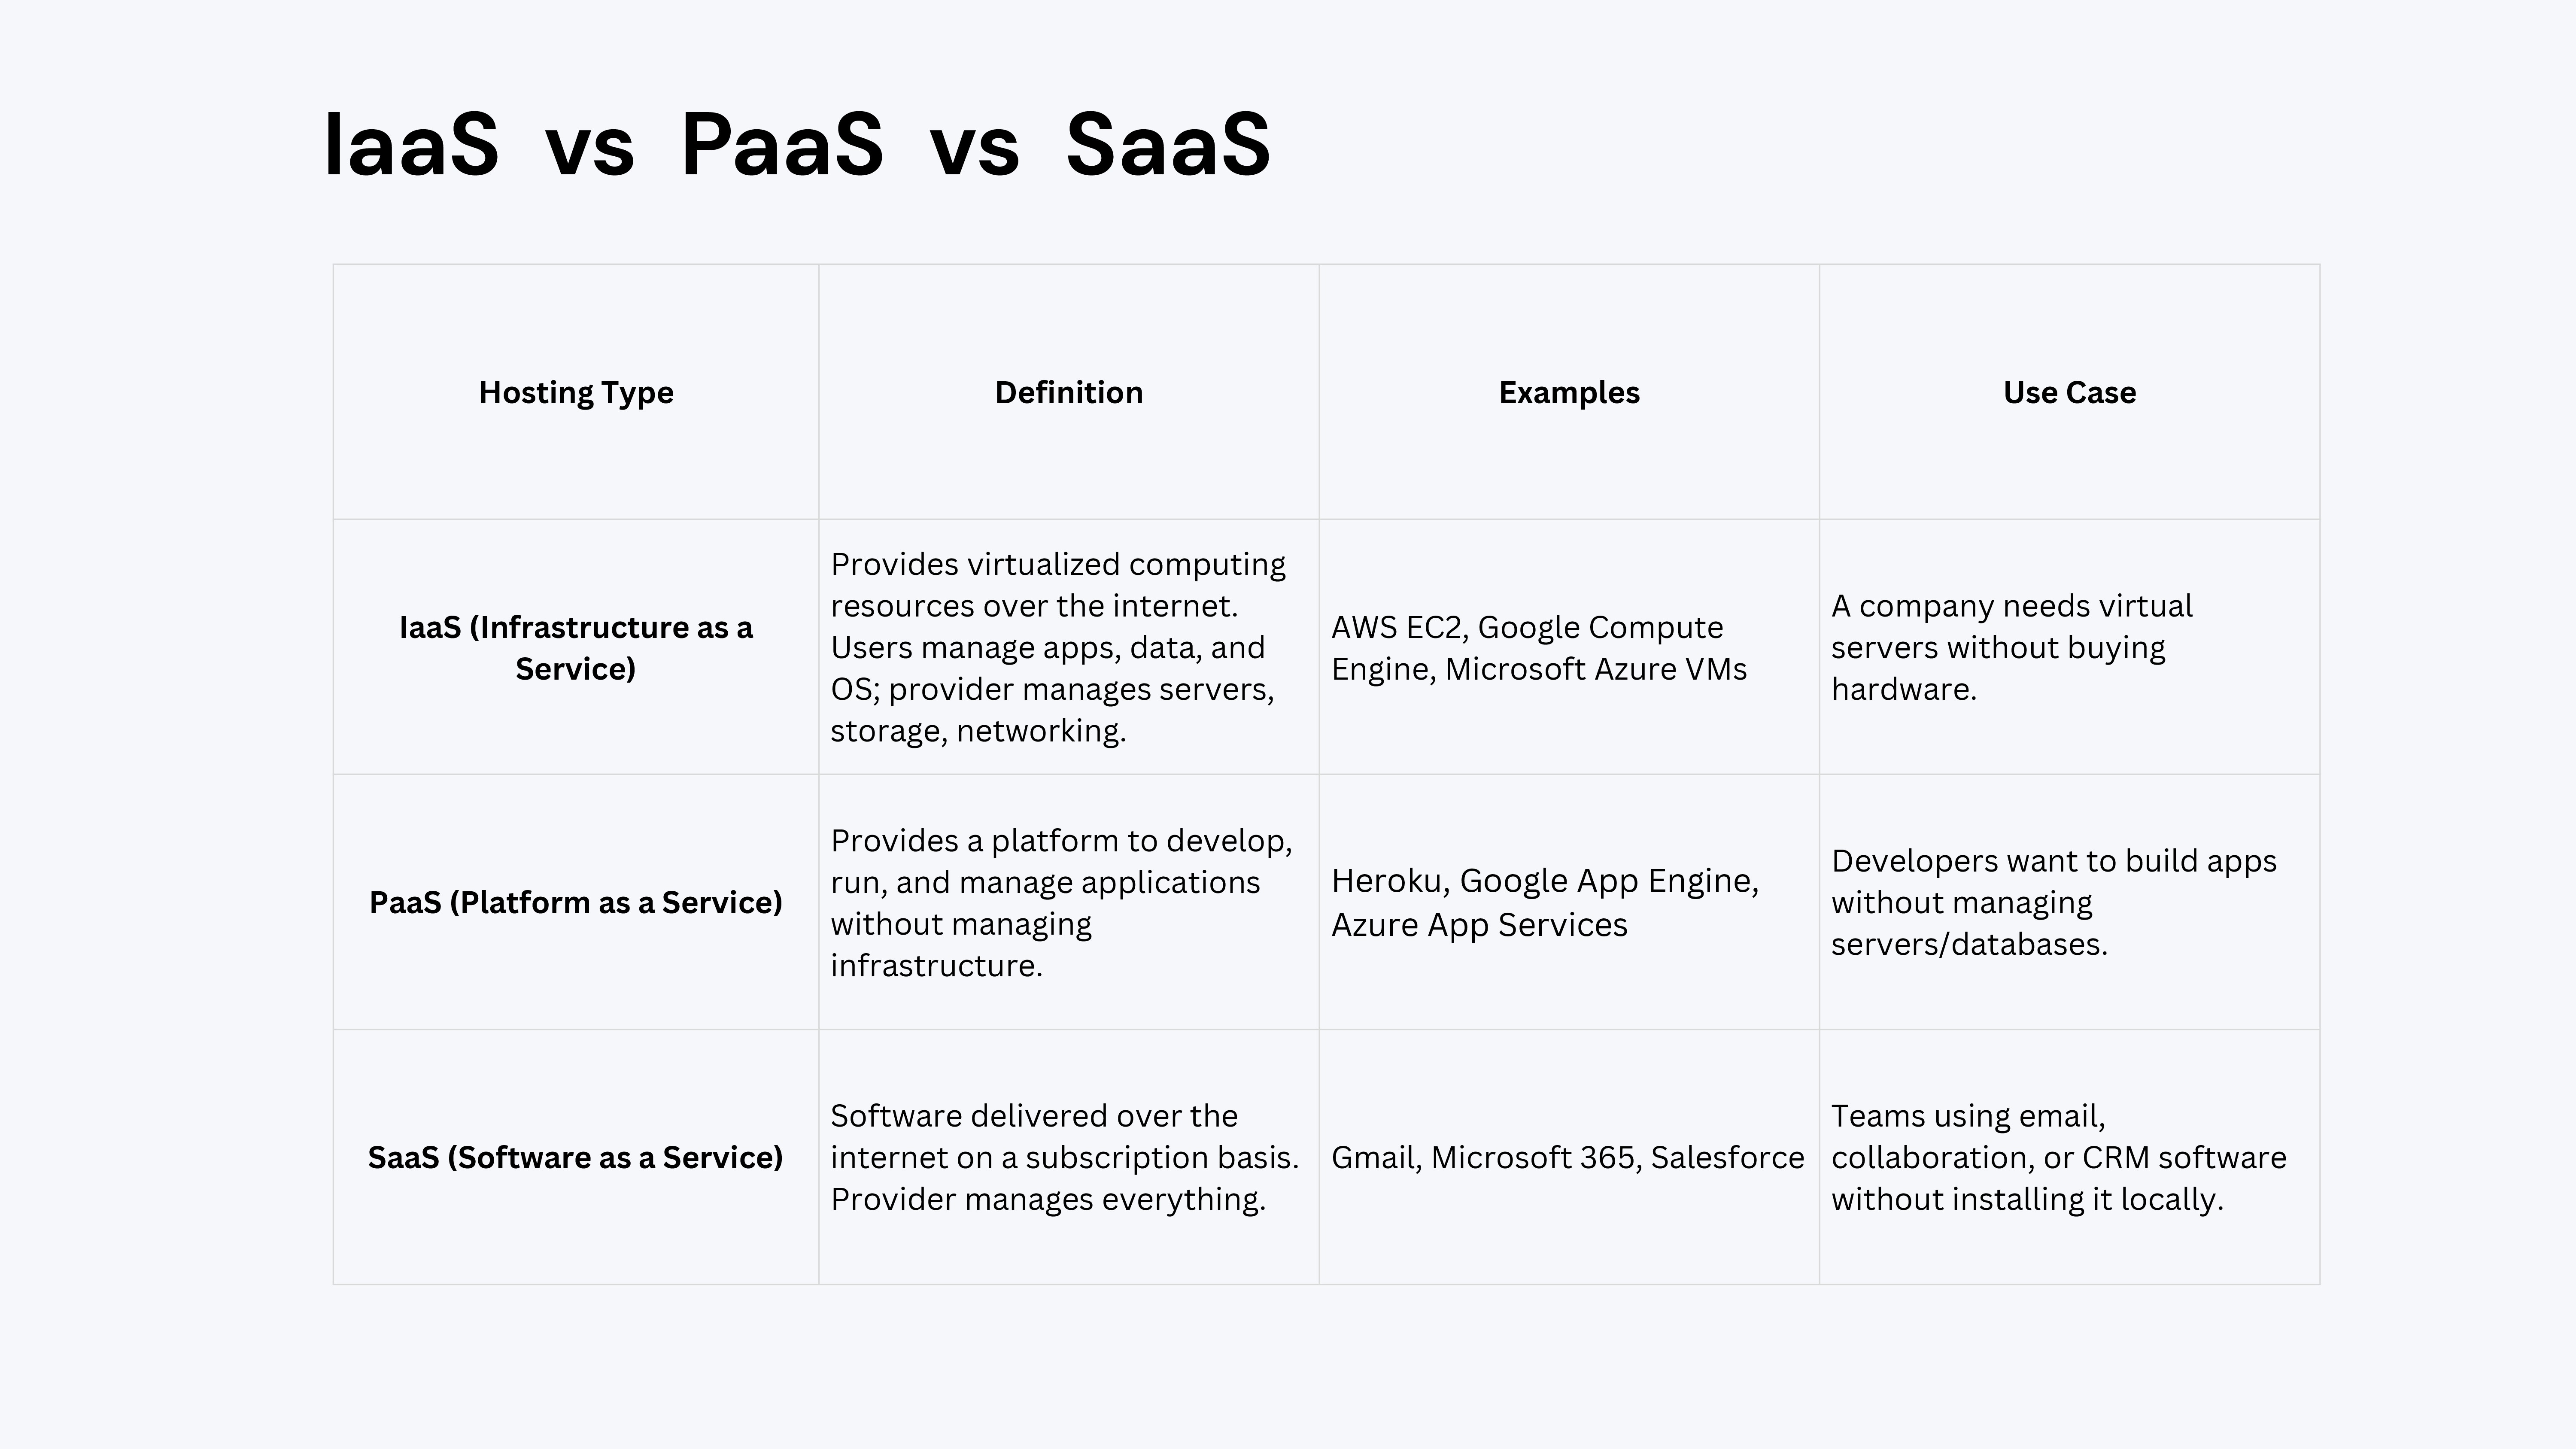 IaaS vs PaaS vs SaaS
Hosting Type
Definition
Examples
Use Case
IaaS (Infrastructure as a
Service)
Provides virtualized computing
resources over the internet.
Users manage apps, data, and
OS; provider manages servers,
storage, networking.
AWS EC2, Google Compute
Engine, Microsoft Azure VMs
A company needs virtual
servers without buying
hardware.
PaaS (Platform as a Service)
Provides a platform to develop,
run, and manage applications
without managing
infrastructure.
Heroku, Google App Engine,
Azure App Services
Developers want to build apps
without managing
servers/databases.
SaaS (Software as a Service)
Software delivered over the
internet on a subscription basis.
Provider manages everything.
Gmail, Microsoft 365, Salesforce
Teams using email,
collaboration, or CRM software
without installing it locally.